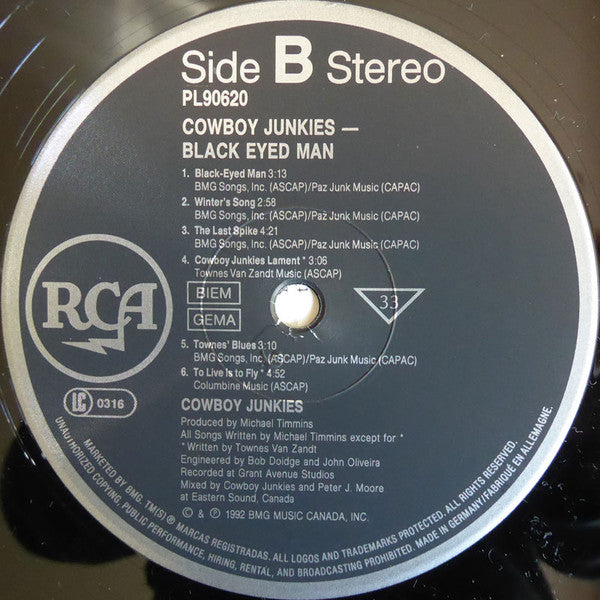 Side B Stereo
PL90620
COWBOY JUNKIES —
BLACK EYED MAN
1. Black-Eyed Man 3:13
BMG Songs, Inc. (ASCAP)/Paz Junk Music (CAPAC)
2. Winter's Song 2:58
BMG Songs, Inc. (ASCAP)/Paz Junk Music (CAPAC)
3. The Last Spike 4:21
BMG Songs, Inc. (ASCAP)/Paz Junk Music (CAPAC)
4. Cowboy Junkies Lament * 3:06
Townes Van Zandt Music (ASCAP)
RCA
BIEM
GEMA
33
5. Townes' Blues 3:10
BMG Songs, Inc. (ASCAP)/Paz Junk Music (CAPAC)
6. To Live Is to Fly * 4:52
Columbine Music (ASCAP)
LC 0316
COWBOY JUNKIES
Produced by Michael Timmins
All Songs Written by Michael Timmins except for *
* Written by Townes Van Zandt
Engineered by Bob Doidge and John Oliveira
Recorded at Grant Avenue Studios
Mixed by Cowboy Junkies and Peter J. Moore
at Eastern Sound, Canada
© & ℗ 1992 BMG MUSIC CANADA, INC.
MARKETED BY BMG. TM(S) ® MARCAS REGISTRADAS. ALL LOGOS AND TRADEMARKS PROTECTED. ALL RIGHTS RESERVED.
UNAUTHORIZED COPYING, PUBLIC PERFORMANCE, HIRING, RENTAL, AND BROADCASTING PROHIBITED. MADE IN GERMANY/FABRIQUÉ EN ALLEMAGNE.